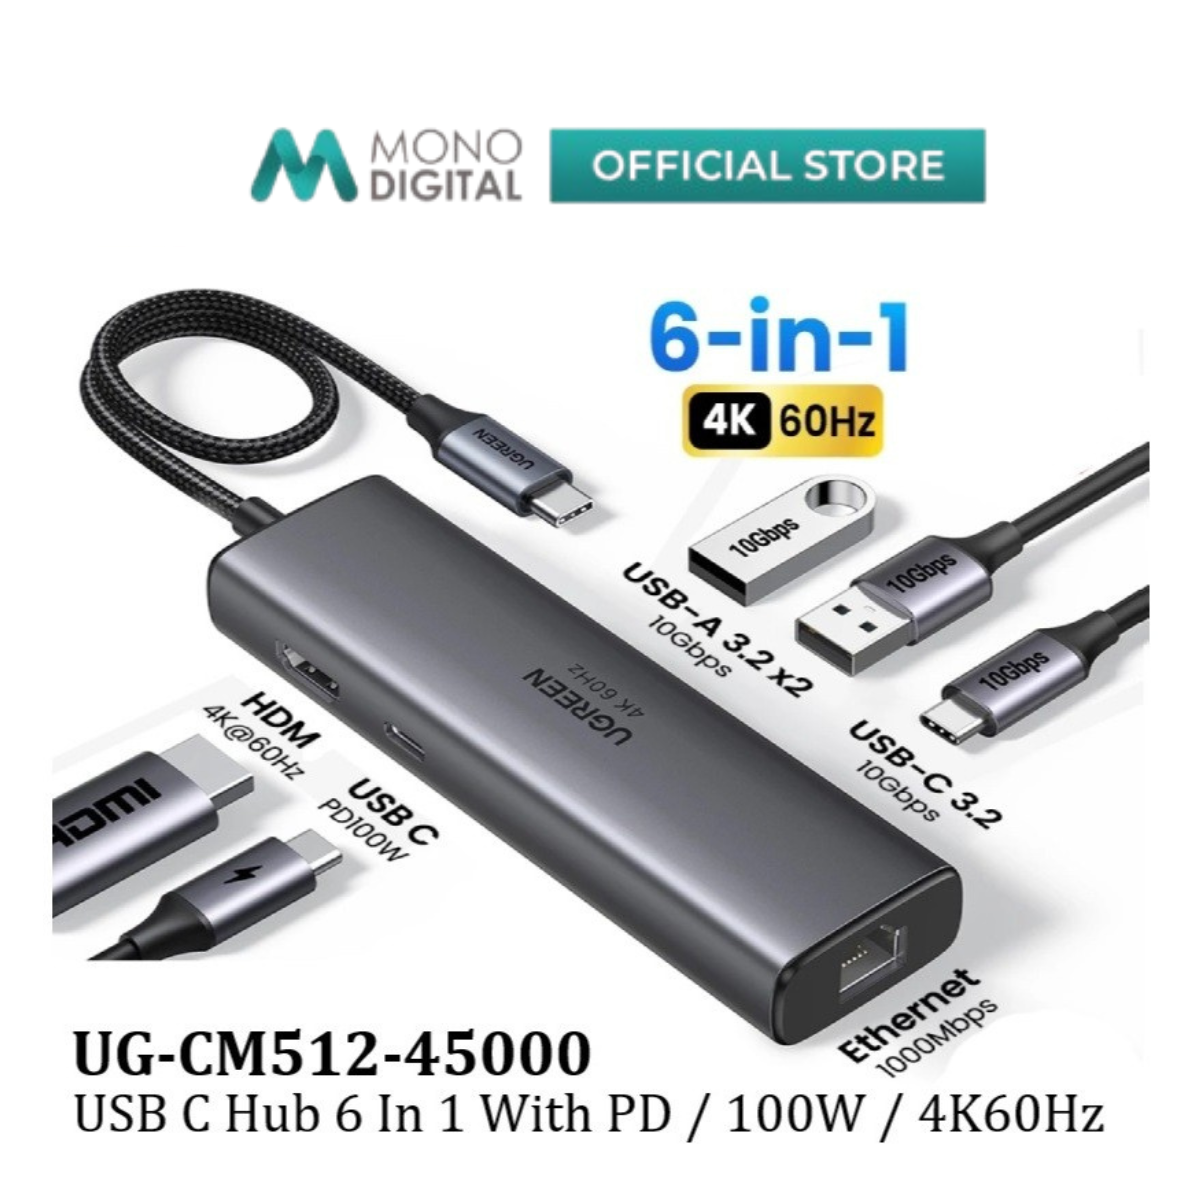 MONO
DIGITAL
OFFICIAL STORE
6-in-1
4K 60Hz
UGREEN
10Gbps
10Gbps
10Gbps
USB-A 3.2 x2
10Gbps
USB-C 3.2
10Gbps
UGREEN
4K 60Hz
HDMI
4K@60Hz
USB C
PD100W
HDMI
Ethernet
1000Mbps
UG-CM512-45000
USB C Hub 6 In 1 With PD / 100W / 4K60Hz